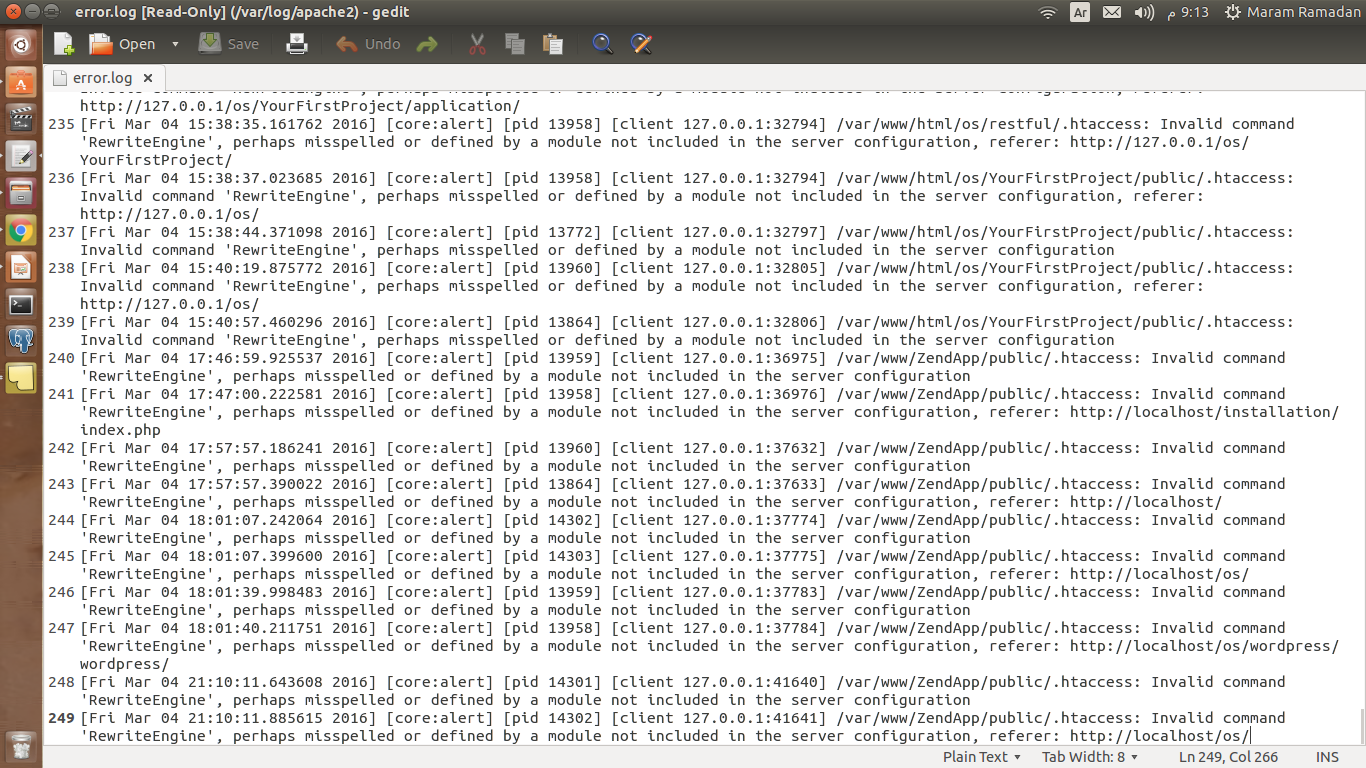 error.log [Read-Only] (/var/log/apache2) - gedit
Ar
9:13 م
Maram Ramadan
Open
Save
Undo
error.log
http://127.0.0.1/os/YourFirstProject/application/
235 [Fri Mar 04 15:38:35.161762 2016] [core:alert] [pid 13958] [client 127.0.0.1:32794] /var/www/html/os/restful/.htaccess: Invalid command
'RewriteEngine', perhaps misspelled or defined by a module not included in the server configuration, referer: http://127.0.0.1/os/
YourFirstProject/
236 [Fri Mar 04 15:38:37.023685 2016] [core:alert] [pid 13958] [client 127.0.0.1:32794] /var/www/html/os/YourFirstProject/public/.htaccess:
Invalid command 'RewriteEngine', perhaps misspelled or defined by a module not included in the server configuration, referer:
http://127.0.0.1/os/
237 [Fri Mar 04 15:38:44.371098 2016] [core:alert] [pid 13772] [client 127.0.0.1:32797] /var/www/html/os/YourFirstProject/public/.htaccess:
Invalid command 'RewriteEngine', perhaps misspelled or defined by a module not included in the server configuration
238 [Fri Mar 04 15:40:19.875772 2016] [core:alert] [pid 13960] [client 127.0.0.1:32805] /var/www/html/os/YourFirstProject/public/.htaccess:
Invalid command 'RewriteEngine', perhaps misspelled or defined by a module not included in the server configuration, referer:
http://127.0.0.1/os/
239 [Fri Mar 04 15:40:57.460296 2016] [core:alert] [pid 13864] [client 127.0.0.1:32806] /var/www/html/os/YourFirstProject/public/.htaccess:
Invalid command 'RewriteEngine', perhaps misspelled or defined by a module not included in the server configuration
240 [Fri Mar 04 17:46:59.925537 2016] [core:alert] [pid 13959] [client 127.0.0.1:36975] /var/www/ZendApp/public/.htaccess: Invalid command
'RewriteEngine', perhaps misspelled or defined by a module not included in the server configuration
241 [Fri Mar 04 17:47:00.222581 2016] [core:alert] [pid 13958] [client 127.0.0.1:36976] /var/www/ZendApp/public/.htaccess: Invalid command
'RewriteEngine', perhaps misspelled or defined by a module not included in the server configuration, referer: http://localhost/installation/
index.php
242 [Fri Mar 04 17:57:57.186241 2016] [core:alert] [pid 13960] [client 127.0.0.1:37632] /var/www/ZendApp/public/.htaccess: Invalid command
'RewriteEngine', perhaps misspelled or defined by a module not included in the server configuration
243 [Fri Mar 04 17:57:57.390022 2016] [core:alert] [pid 13864] [client 127.0.0.1:37633] /var/www/ZendApp/public/.htaccess: Invalid command
'RewriteEngine', perhaps misspelled or defined by a module not included in the server configuration, referer: http://localhost/
244 [Fri Mar 04 18:01:07.242064 2016] [core:alert] [pid 14302] [client 127.0.0.1:37774] /var/www/ZendApp/public/.htaccess: Invalid command
'RewriteEngine', perhaps misspelled or defined by a module not included in the server configuration
245 [Fri Mar 04 18:01:07.399600 2016] [core:alert] [pid 14303] [client 127.0.0.1:37775] /var/www/ZendApp/public/.htaccess: Invalid command
'RewriteEngine', perhaps misspelled or defined by a module not included in the server configuration, referer: http://localhost/os/
246 [Fri Mar 04 18:01:39.998483 2016] [core:alert] [pid 13959] [client 127.0.0.1:37783] /var/www/ZendApp/public/.htaccess: Invalid command
'RewriteEngine', perhaps misspelled or defined by a module not included in the server configuration
247 [Fri Mar 04 18:01:40.211751 2016] [core:alert] [pid 13958] [client 127.0.0.1:37784] /var/www/ZendApp/public/.htaccess: Invalid command
'RewriteEngine', perhaps misspelled or defined by a module not included in the server configuration, referer: http://localhost/os/wordpress/
wordpress/
248 [Fri Mar 04 21:10:11.643608 2016] [core:alert] [pid 14301] [client 127.0.0.1:41640] /var/www/ZendApp/public/.htaccess: Invalid command
'RewriteEngine', perhaps misspelled or defined by a module not included in the server configuration
249 [Fri Mar 04 21:10:11.885615 2016] [core:alert] [pid 14302] [client 127.0.0.1:41641] /var/www/ZendApp/public/.htaccess: Invalid command
'RewriteEngine', perhaps misspelled or defined by a module not included in the server configuration, referer: http://localhost/os/
Plain Text
Tab Width: 8
Ln 249, Col 266
INS